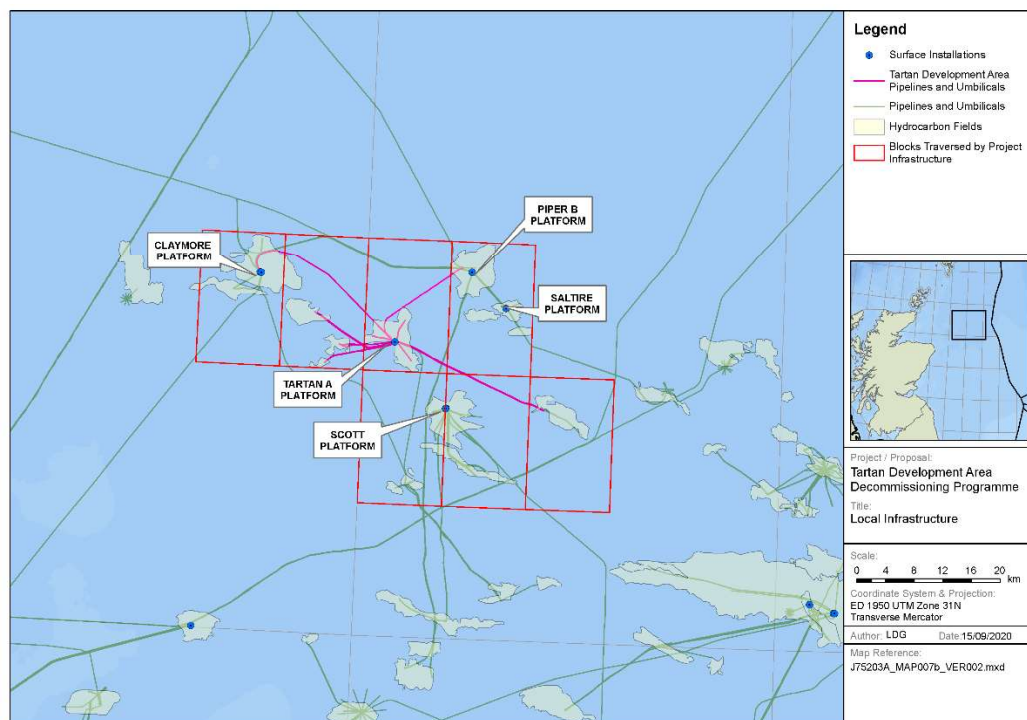 PIPER B
PLATFORM
CLAYMORE
PLATFORM
SALTIRE
PLATFORM
TARTAN A
PLATFORM
SCOTT
PLATFORM
Legend
Surface Installations
Tartan Development Area
Pipelines and Umbilicals
Pipelines and Umbilicals
Hydrocarbon Fields
Blocks Traversed by Project
Infrastructure
Project / Proposal:
Tartan Development Area
Decommissioning Programme
Title:
Local Infrastructure
Scale:
0 4 8 12 16 20
km
Coordinate System & Projection:
ED 1950 UTM Zone 31N
Transverse Mercator
Author: LDG Date:15/09/2020
Map Reference:
J75203A_MAP007b_VER002.mxd